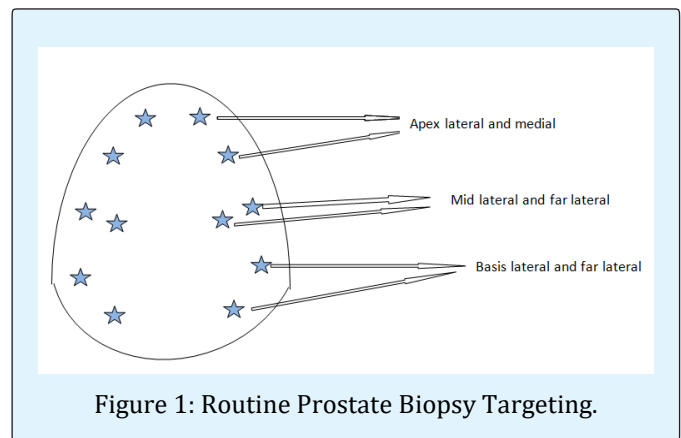 Apex lateral and medial
Mid lateral and far lateral
Basis lateral and far lateral
Figure 1: Routine Prostate Biopsy Targeting.